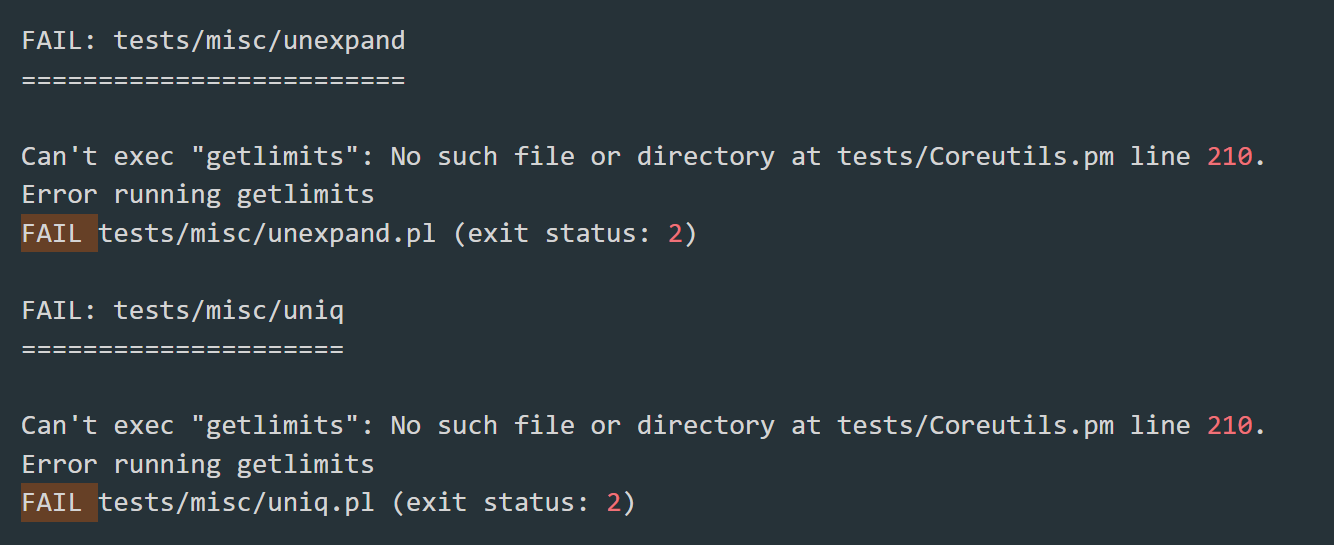 FAIL: tests/misc/unexpand
=========================
Can't exec "getlimits": No such file or directory at tests/Coreutils.pm line 210.
Error running getlimits
FAIL tests/misc/unexpand.pl (exit status: 2)
FAIL: tests/misc/uniq
=====================
Can't exec "getlimits": No such file or directory at tests/Coreutils.pm line 210.
Error running getlimits
FAIL tests/misc/uniq.pl (exit status: 2)